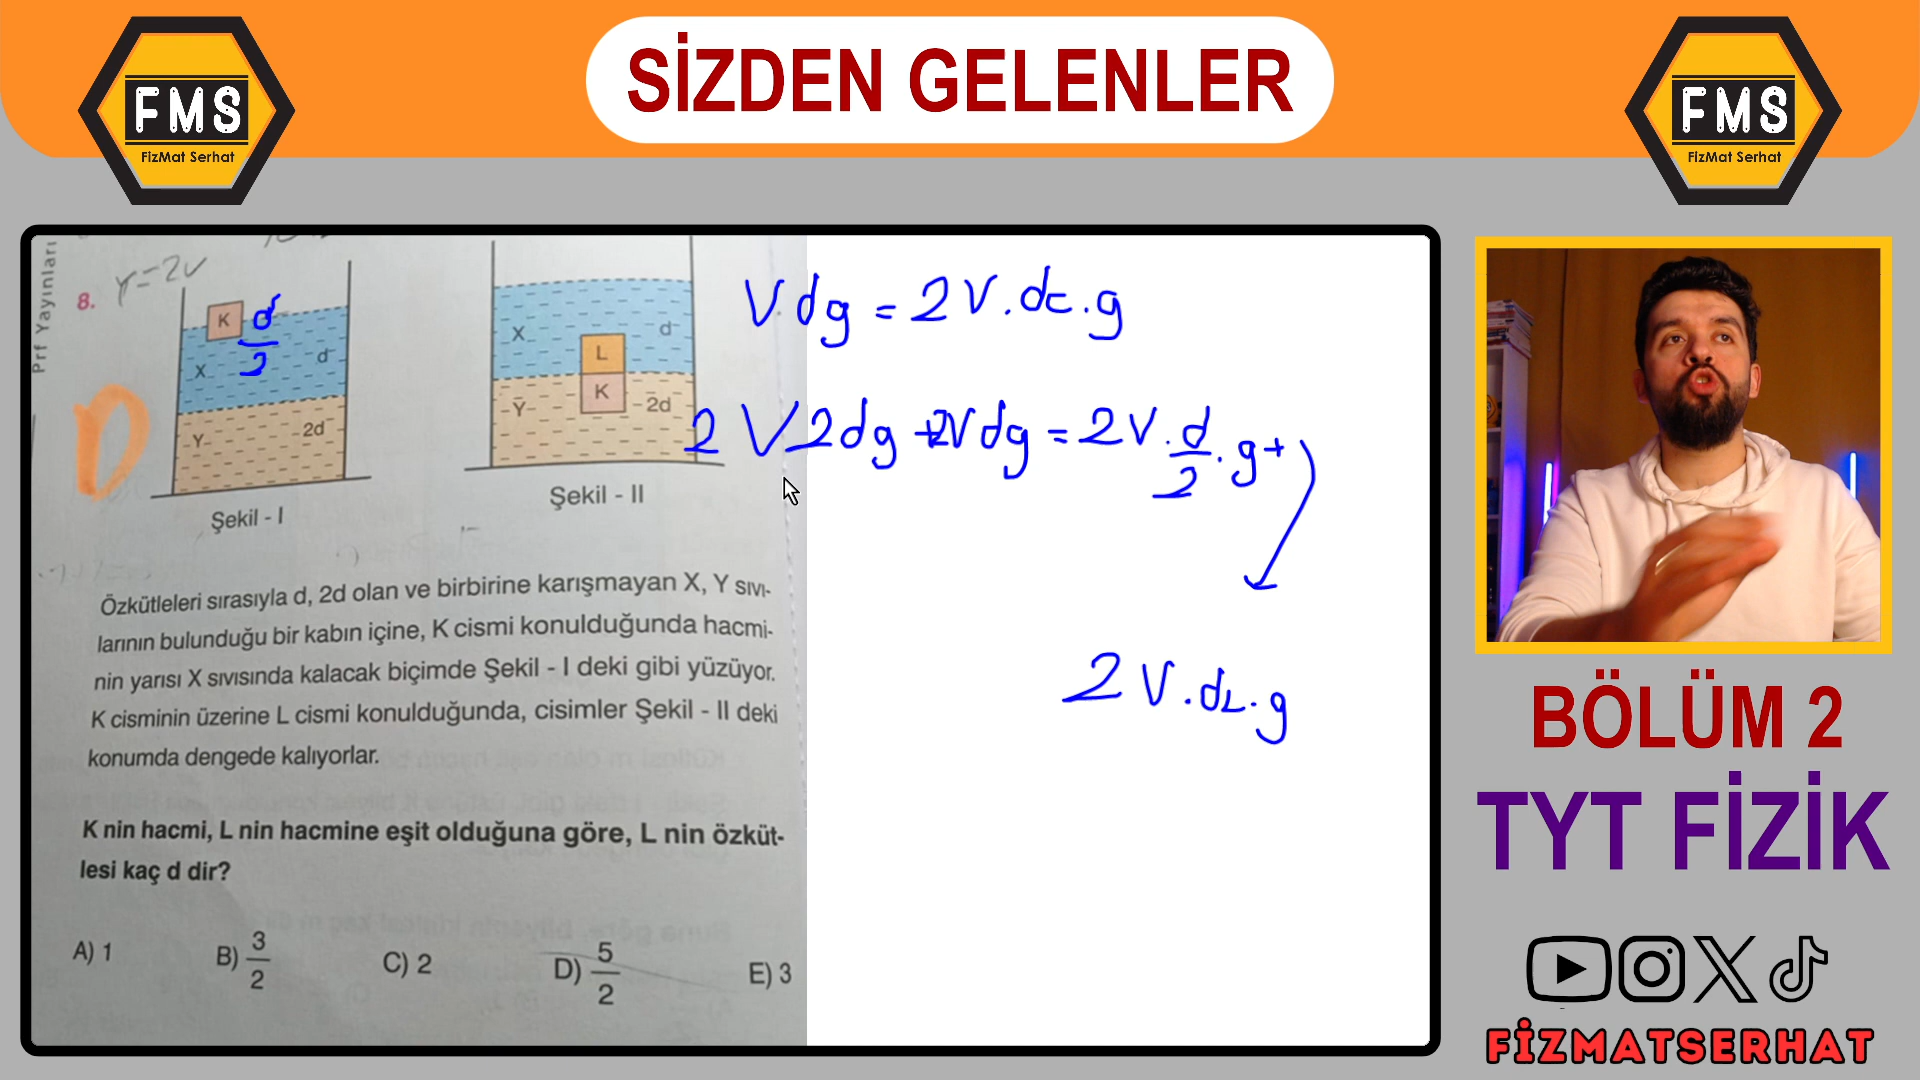 SİZDEN GELENLER
FMS
FizMat Serhat
FMS
FizMat Serhat
Prf Yayınları
8.
Y=2V
K
d/2
X
d
Y
2d
Şekil - I
X
d
L
K
Y
2d
Şekil - II
D
V.dg = 2V.dc.g
2V2dg + 2Vdg = 2V.d/2.g+
2V.dL.g
Özkütleleri sırasıyla d, 2d olan ve birbirine karışmayan X, Y sıvı-
larının bulunduğu bir kabın içine, K cismi konulduğunda hacmi-
nin yarısı X sıvısında kalacak biçimde Şekil - I deki gibi yüzüyor.
K cisminin üzerine L cismi konulduğunda, cisimler Şekil - II deki
konumda dengede kalıyorlar.
K nin hacmi, L nin hacmine eşit olduğuna göre, L nin özküt-
lesi kaç d dir?
A) 1 B) 3/2 C) 2 D) 5/2 E) 3
BÖLÜM 2
TYT FİZİK
FİZMATSERHAT